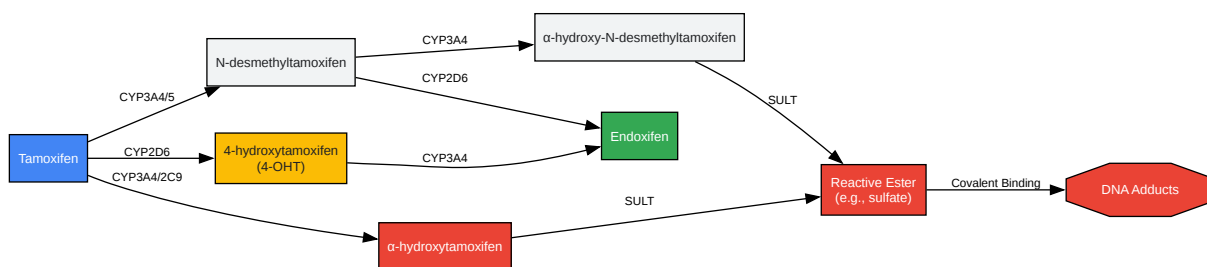 α-hydroxy-N-desmethyltamoxifen
CYP3A4
N-desmethyltamoxifen
CYP2D6
CYP3A4/5
SULT
Endoxifen
Tamoxifen
CYP2D6
4-hydroxytamoxifen
(4-OHT)
CYP3A4
CYP3A4/2C9
Reactive Ester
(e.g., sulfate)
Covalent Binding
DNA Adducts
SULT
α-hydroxytamoxifen